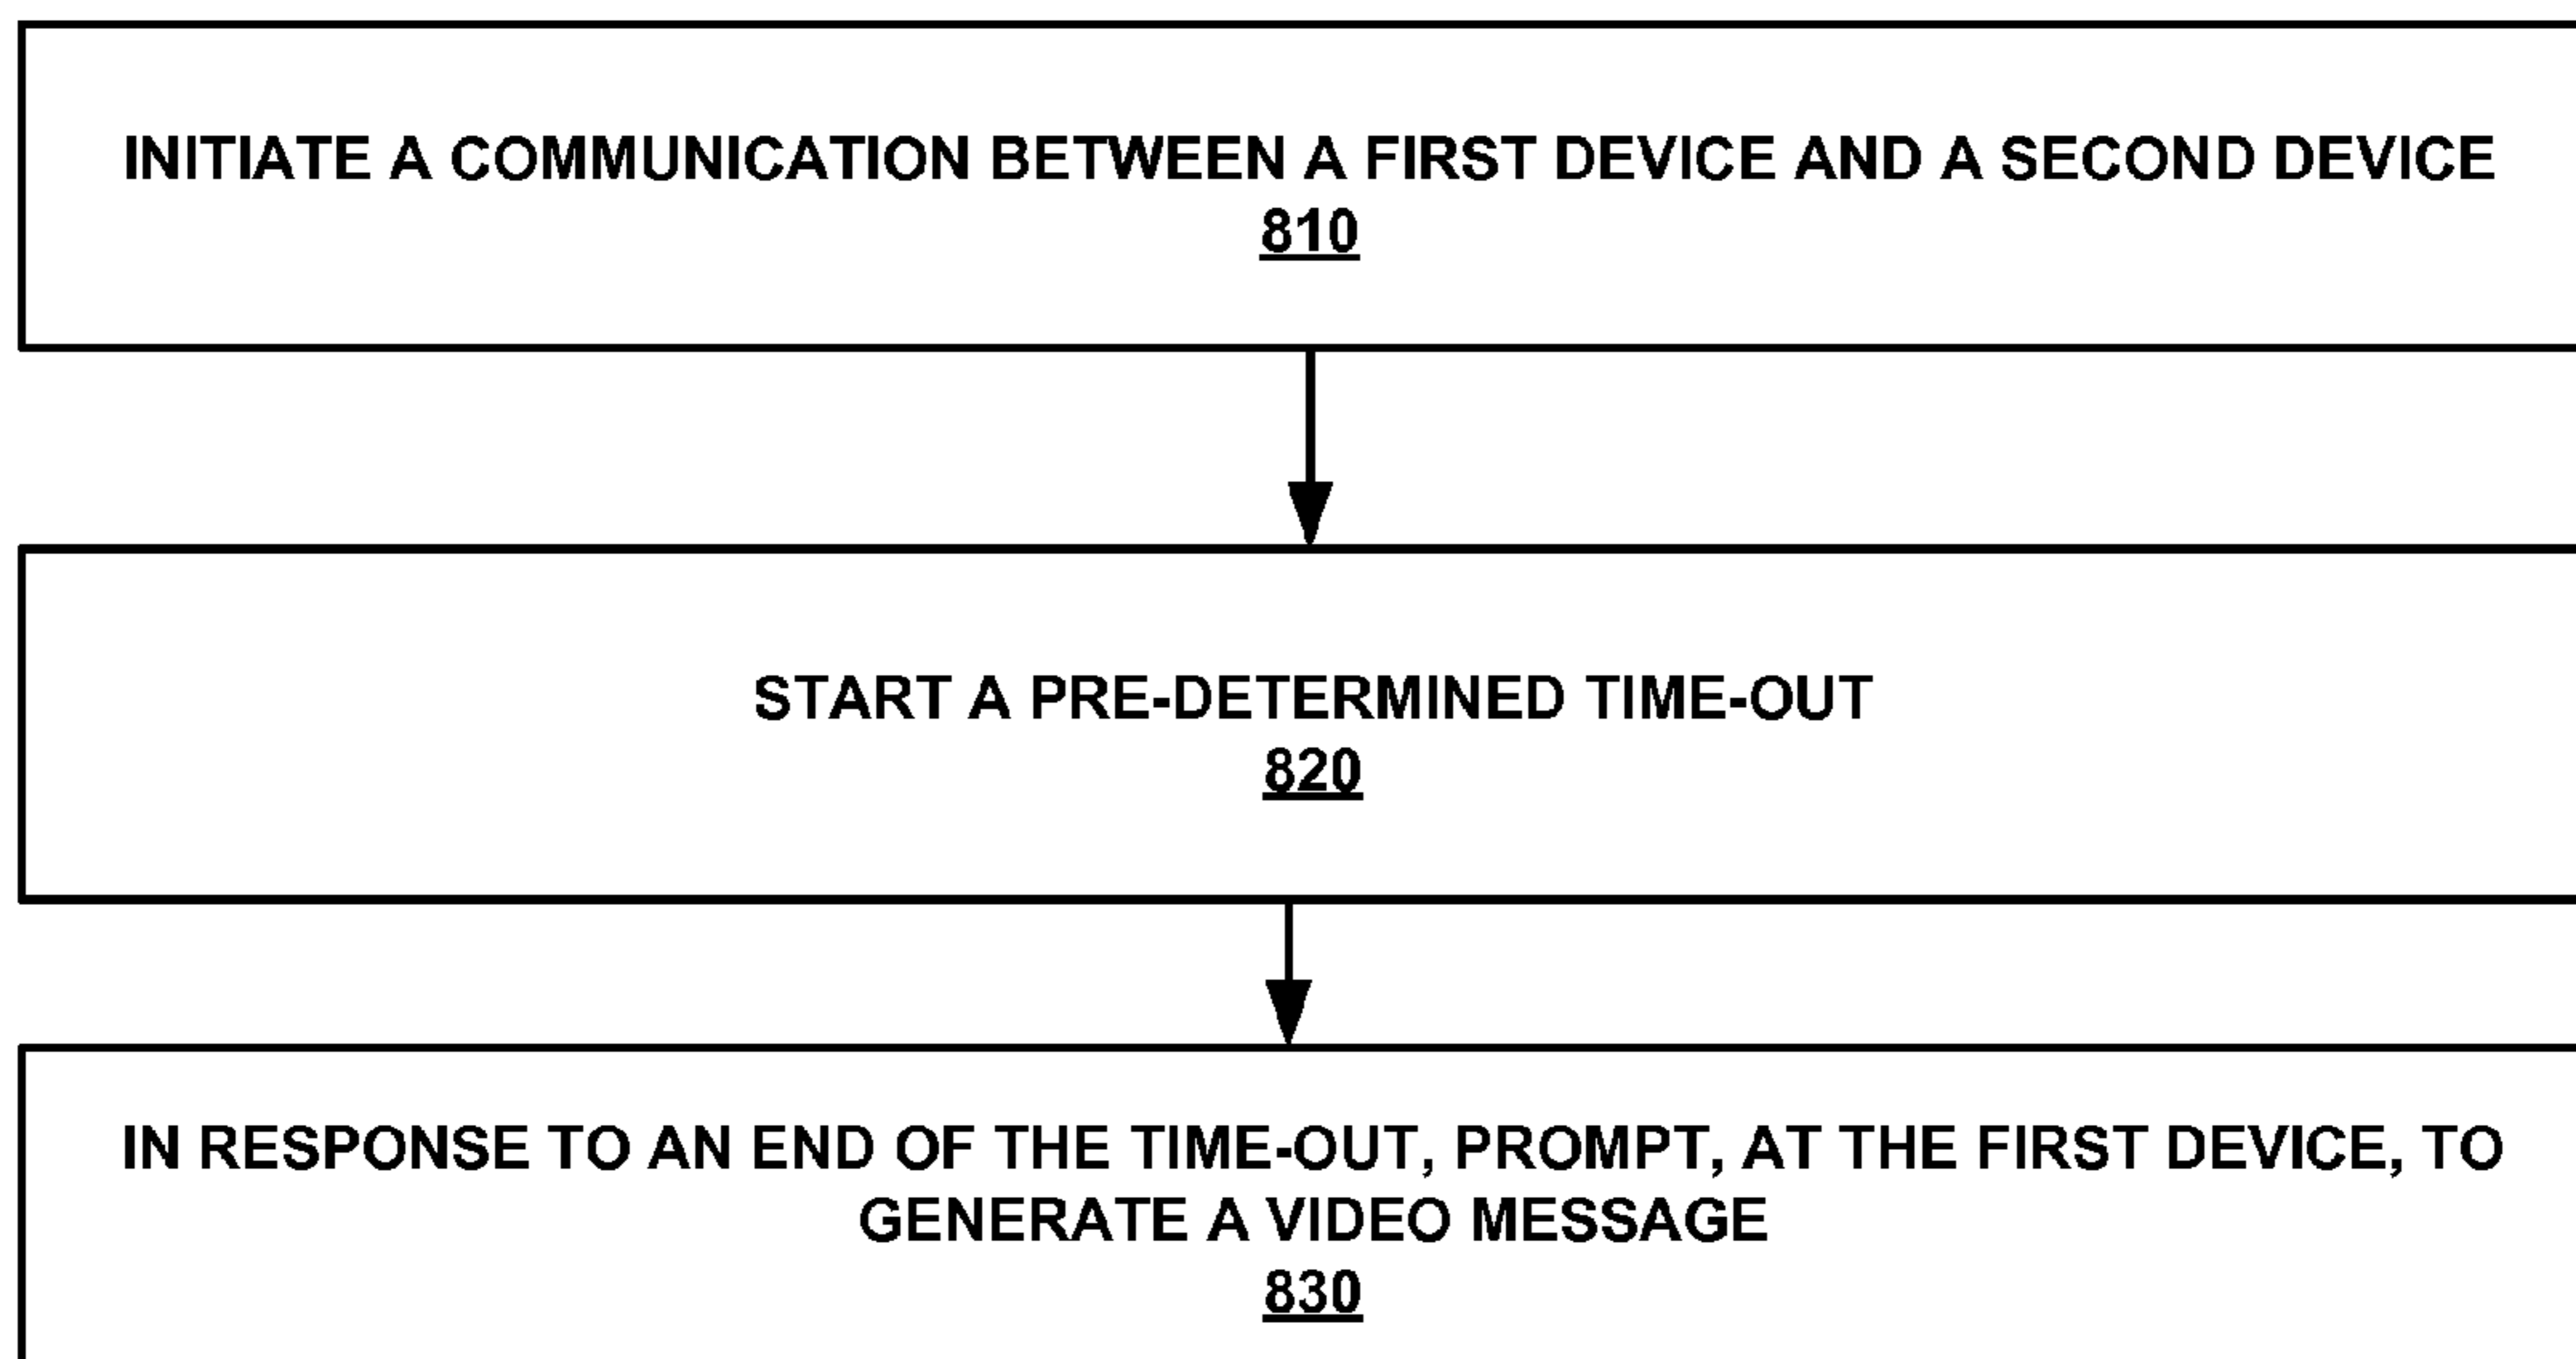 INITIATE A COMMUNICATION BETWEEN A FIRST DEVICE AND A SECOND DEVICE
810
START A PRE-DETERMINED TIME-OUT
820
IN RESPONSE TO AN END OF THE TIME-OUT, PROMPT, AT THE FIRST DEVICE, TO
GENERATE A VIDEO MESSAGE
830